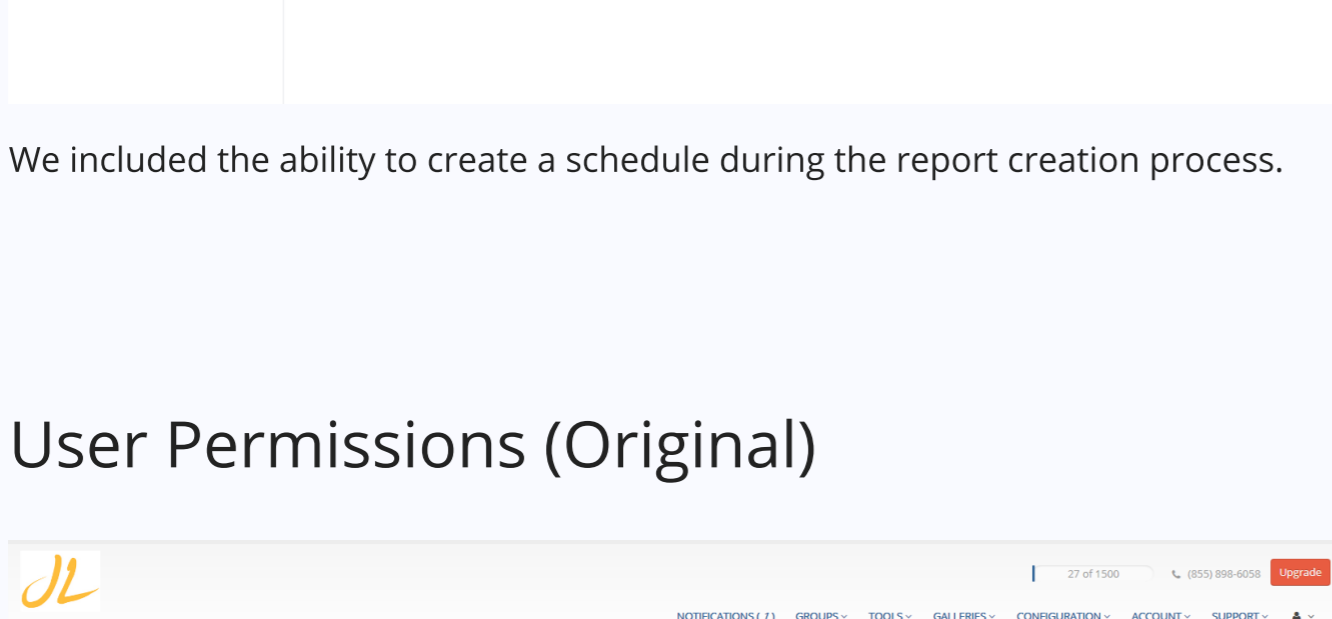 We included the ability to create a schedule during the report creation process.
User Permissions (Original)
JL
27 of 1500 (855) 898-6058 Upgrade
NOTIFICATIONS ( 1 ) GROUPS TOOLS GALLERIES CONFIGURATION ACCOUNT SUPPORT